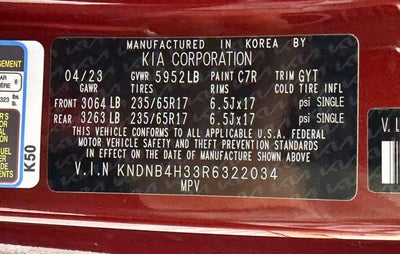 MANUFACTURED IN KOREA BY
KIA CORPORATION
04/23 GVWR 5952LB PAINT C7R TRIM GYT
GAWR TIRES RIMS COLD TIRE INFL
FRONT 3064 LB 235/65R17 6.5Jx17 psi SINGLE
REAR 3263 LB 235/65R17 6.5Jx17 psi SINGLE
THIS VEHICLE CONFORMS TO ALL APPLICABLE U.S.A. FEDERAL
MOTOR VEHICLE SAFETY AND THEFT PREVENTION STANDARDS
IN EFFECT ON THE DATE OF MANUFACTURE SHOWN ABOVE.
V.I.N KNDNB4H33R6322034
MPV
K50
V.I.